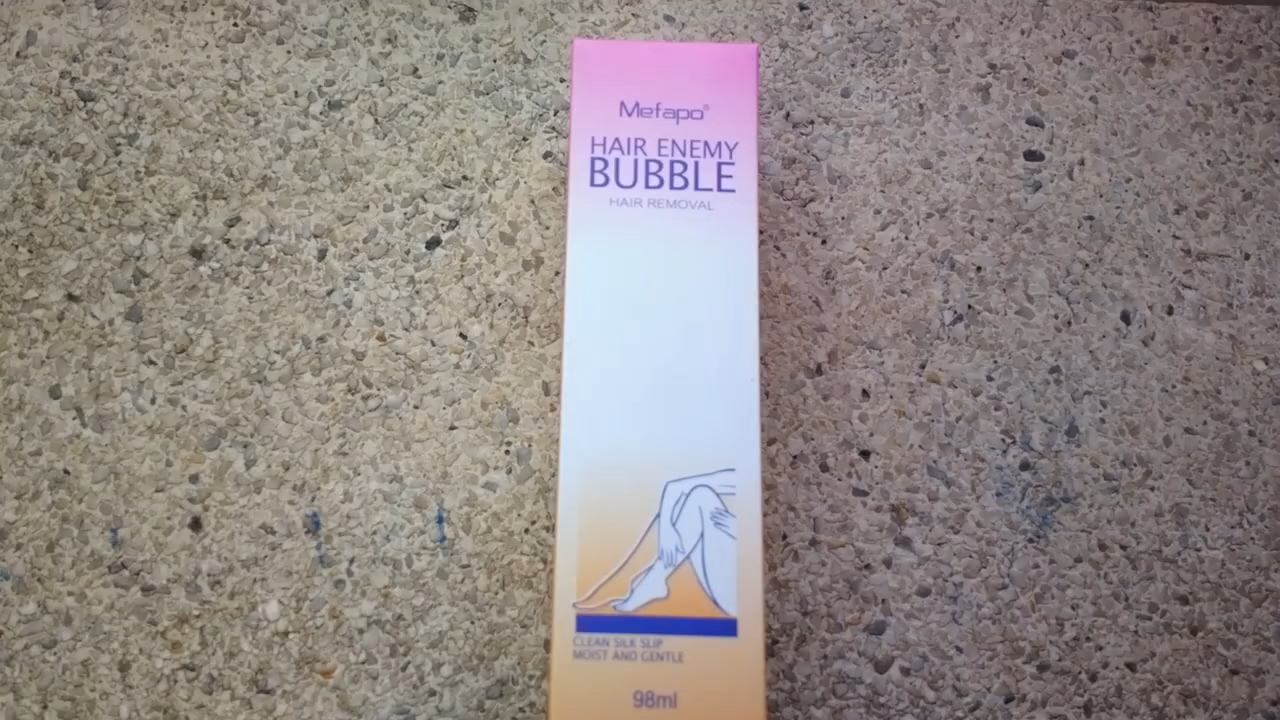 Mefapo®
HAIR ENEMY
BUBBLE
HAIR REMOVAL
CLEAN SILK SLIP
MOIST AND GENTLE
98ml